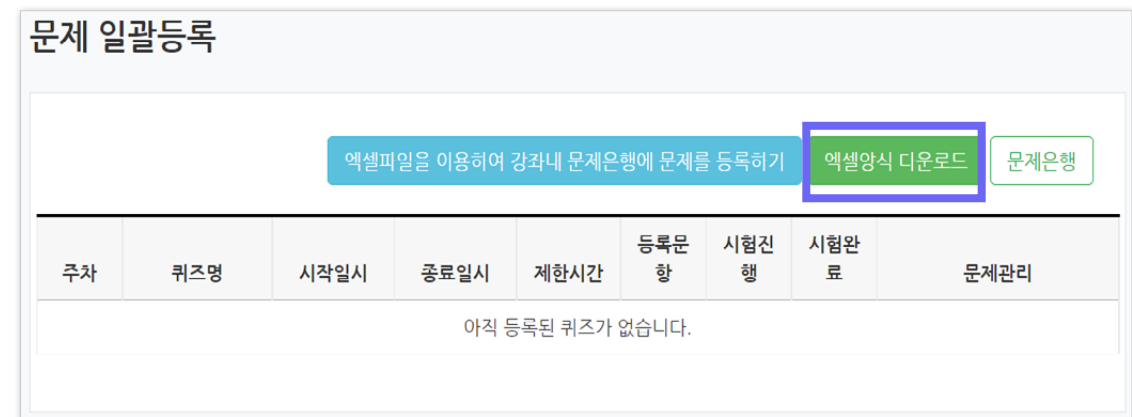 문제 일괄등록
엑셀파일을 이용하여 강좌내 문제은행에 문제를 등록하기 엑셀양식 다운로드 문제은행
주차 퀴즈명 시작일시 종료일시 제한시간 등록문항 시험진행 시험완료 문제관리
아직 등록된 퀴즈가 없습니다.